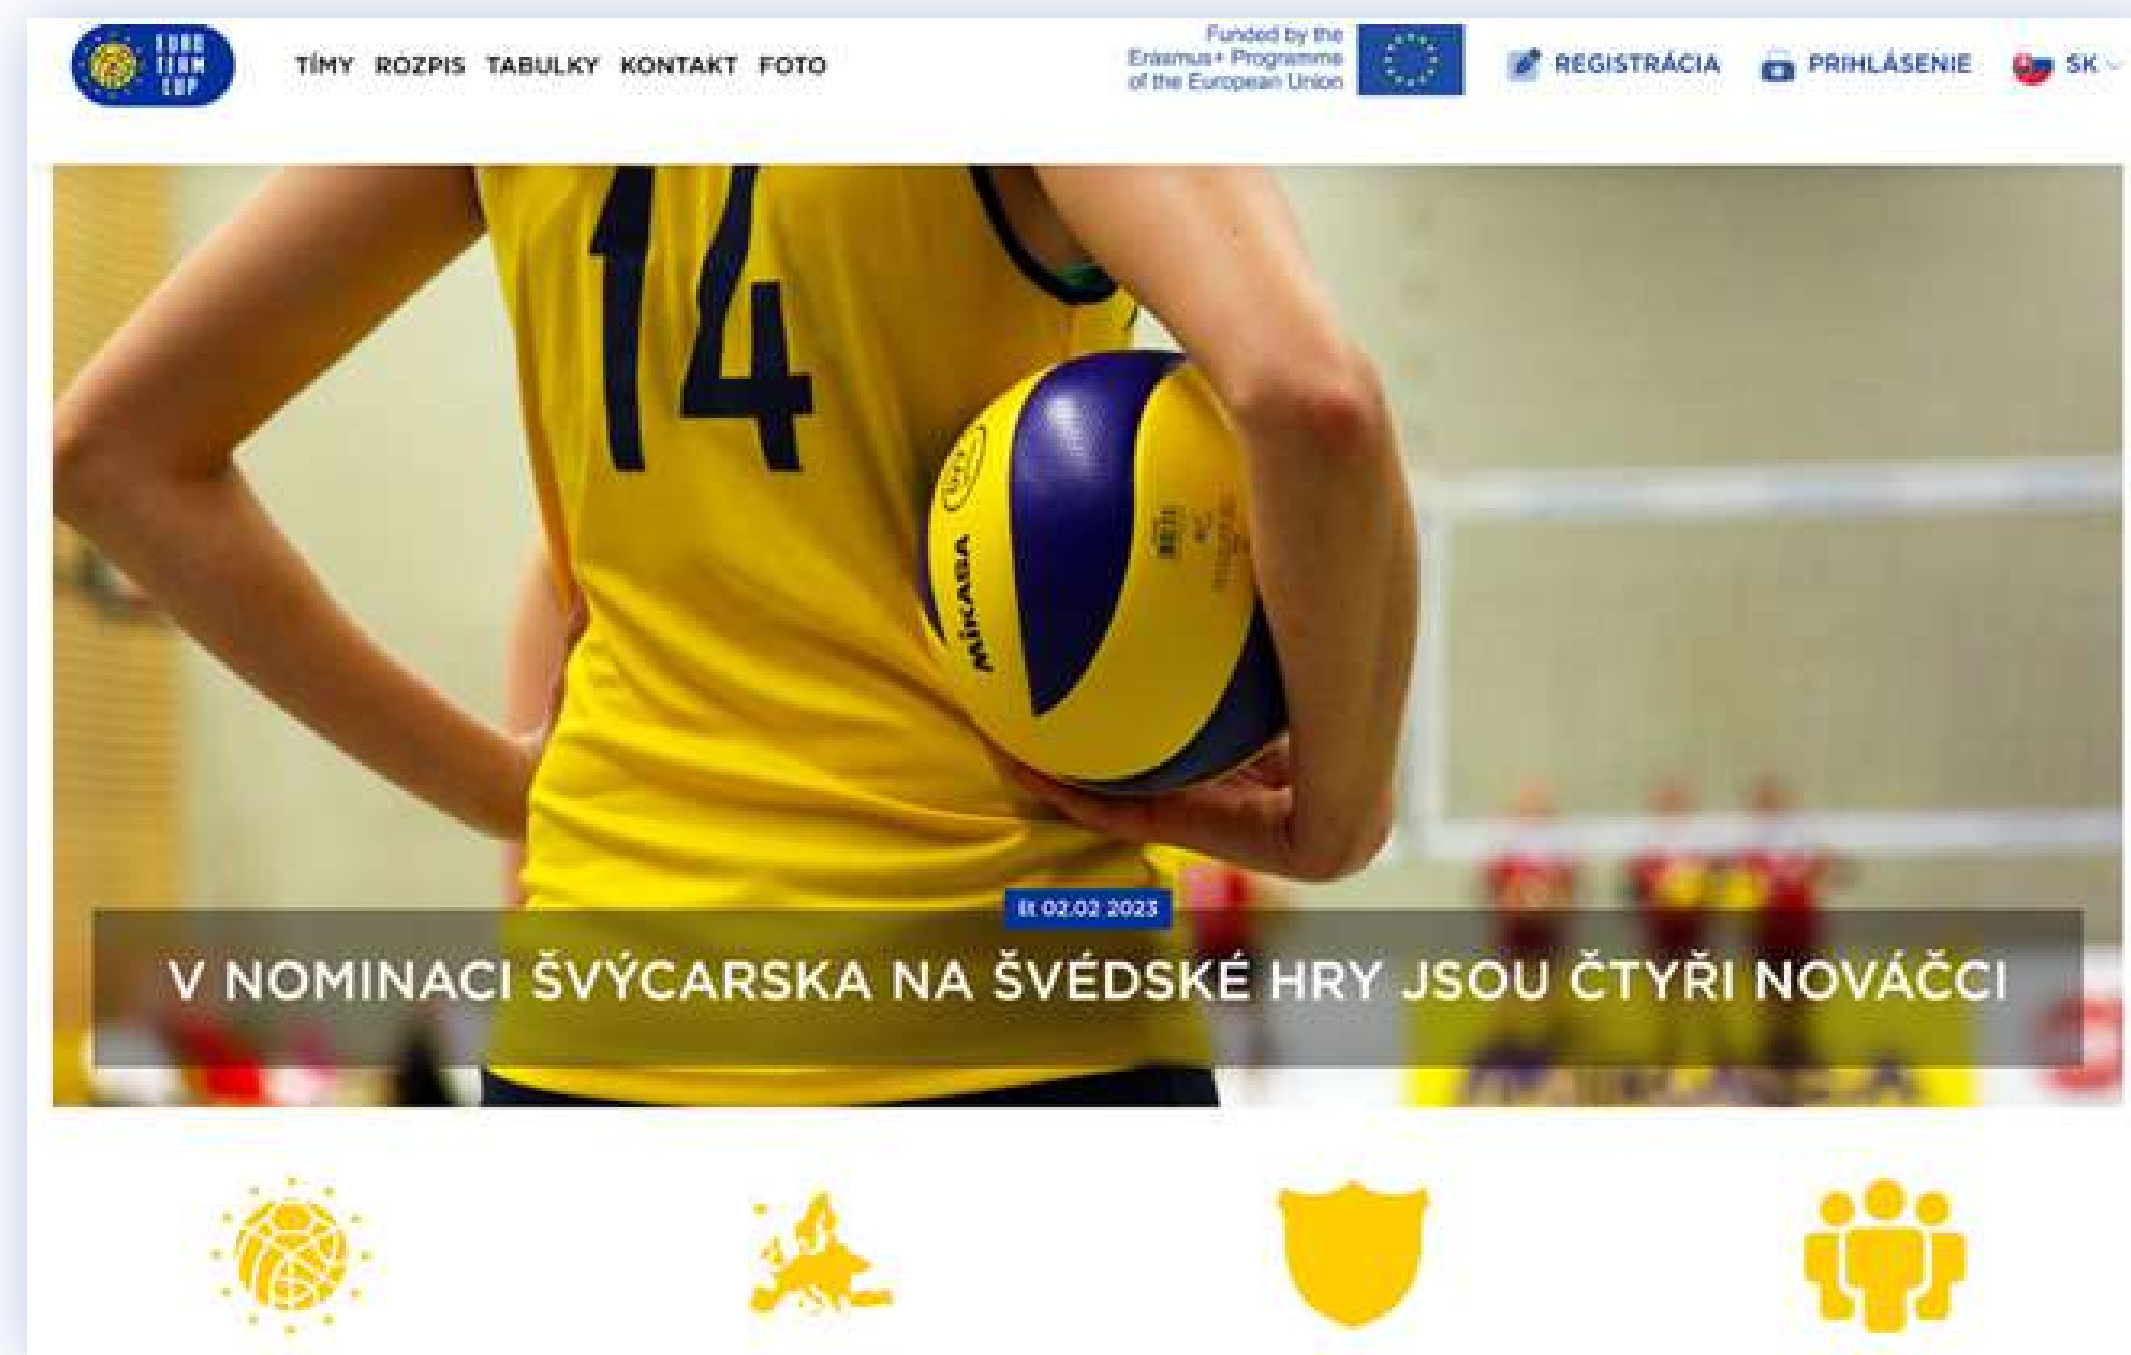 EURO
TEAM
CUP
TÍMY ROZPIS TABULKY KONTAKT FOTO
Funded by the
Erasmus+ Programme
of the European Union
REGISTRÁCIA PRIHLÁSENIE SK
14
MIKASA
št 02.02 2023
V NOMINACI ŠVÝCARSKA NA ŠVÉDSKÉ HRY JSOU ČTYŘI NOVÁČCI